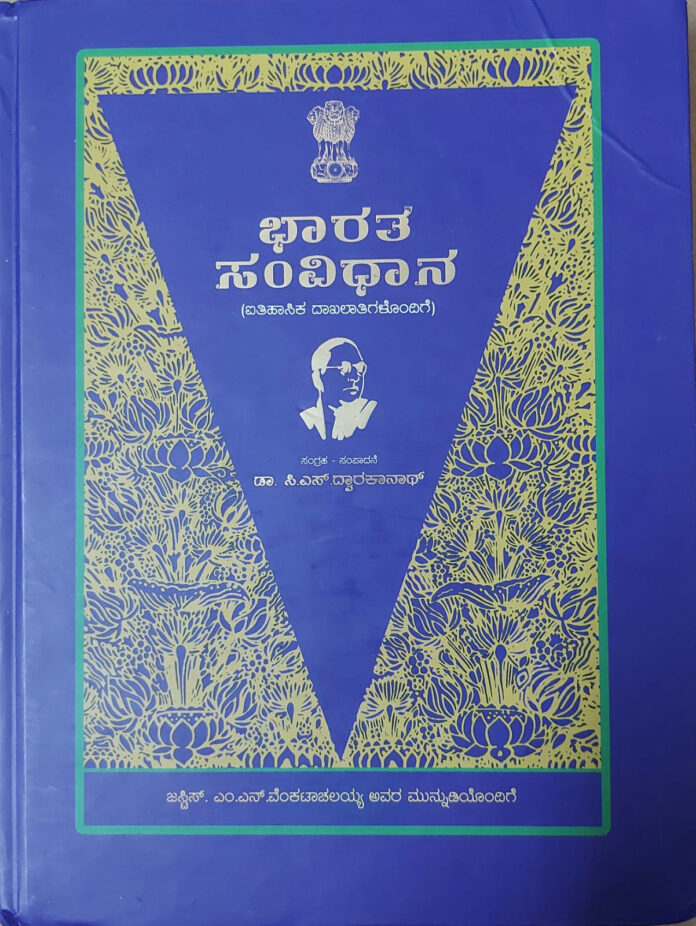 ಭಾರತ
ಸಂವಿಧಾನ
(ಐತಿಹಾಸಿಕ ದಾಖಲಾತಿಗಳೊಂದಿಗೆ)
ಸಂಗ್ರಹ - ಸಂಪಾದನೆ
ಡಾ. ಸಿ.ಎಸ್.ದ್ವಾರಕಾನಾಥ್
ಜಸ್ಟಿಸ್. ಎಂ.ಎನ್.ವೆಂಕಟಾಚಲಯ್ಯ ಅವರ ಮುನ್ನುಡಿಯೊಂದಿಗೆ